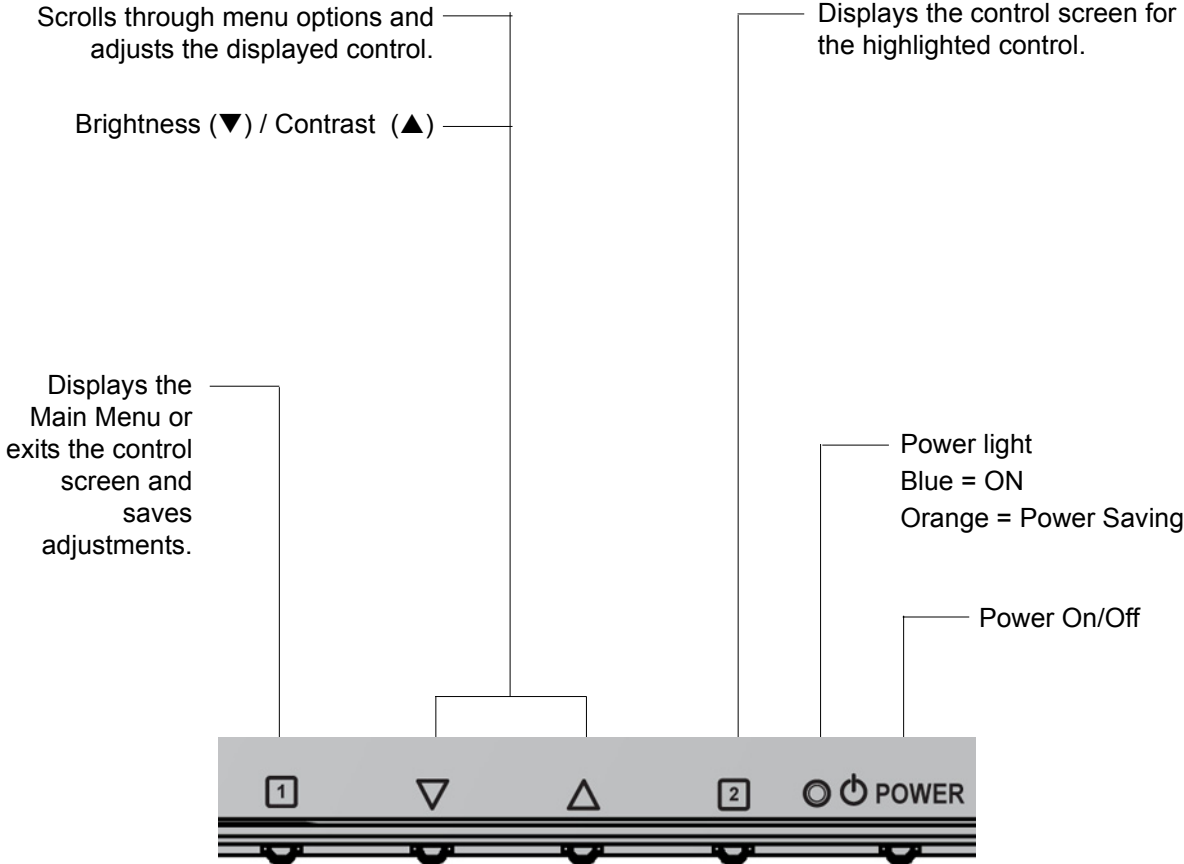 Scrolls through menu options and
adjusts the displayed control.
Displays the control screen for
the highlighted control.
Brightness (▼) / Contrast (▲)
Displays the
Main Menu or
exits the control
screen and
saves
adjustments.
Power light
Blue = ON
Orange = Power Saving
Power On/Off
1 ▽ △ 2 POWER